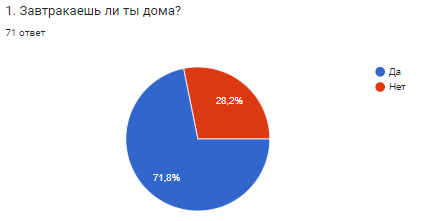 1. Завтракаешь ли ты дома?
71 ответ
Да
Нет
28,2%
71,8%